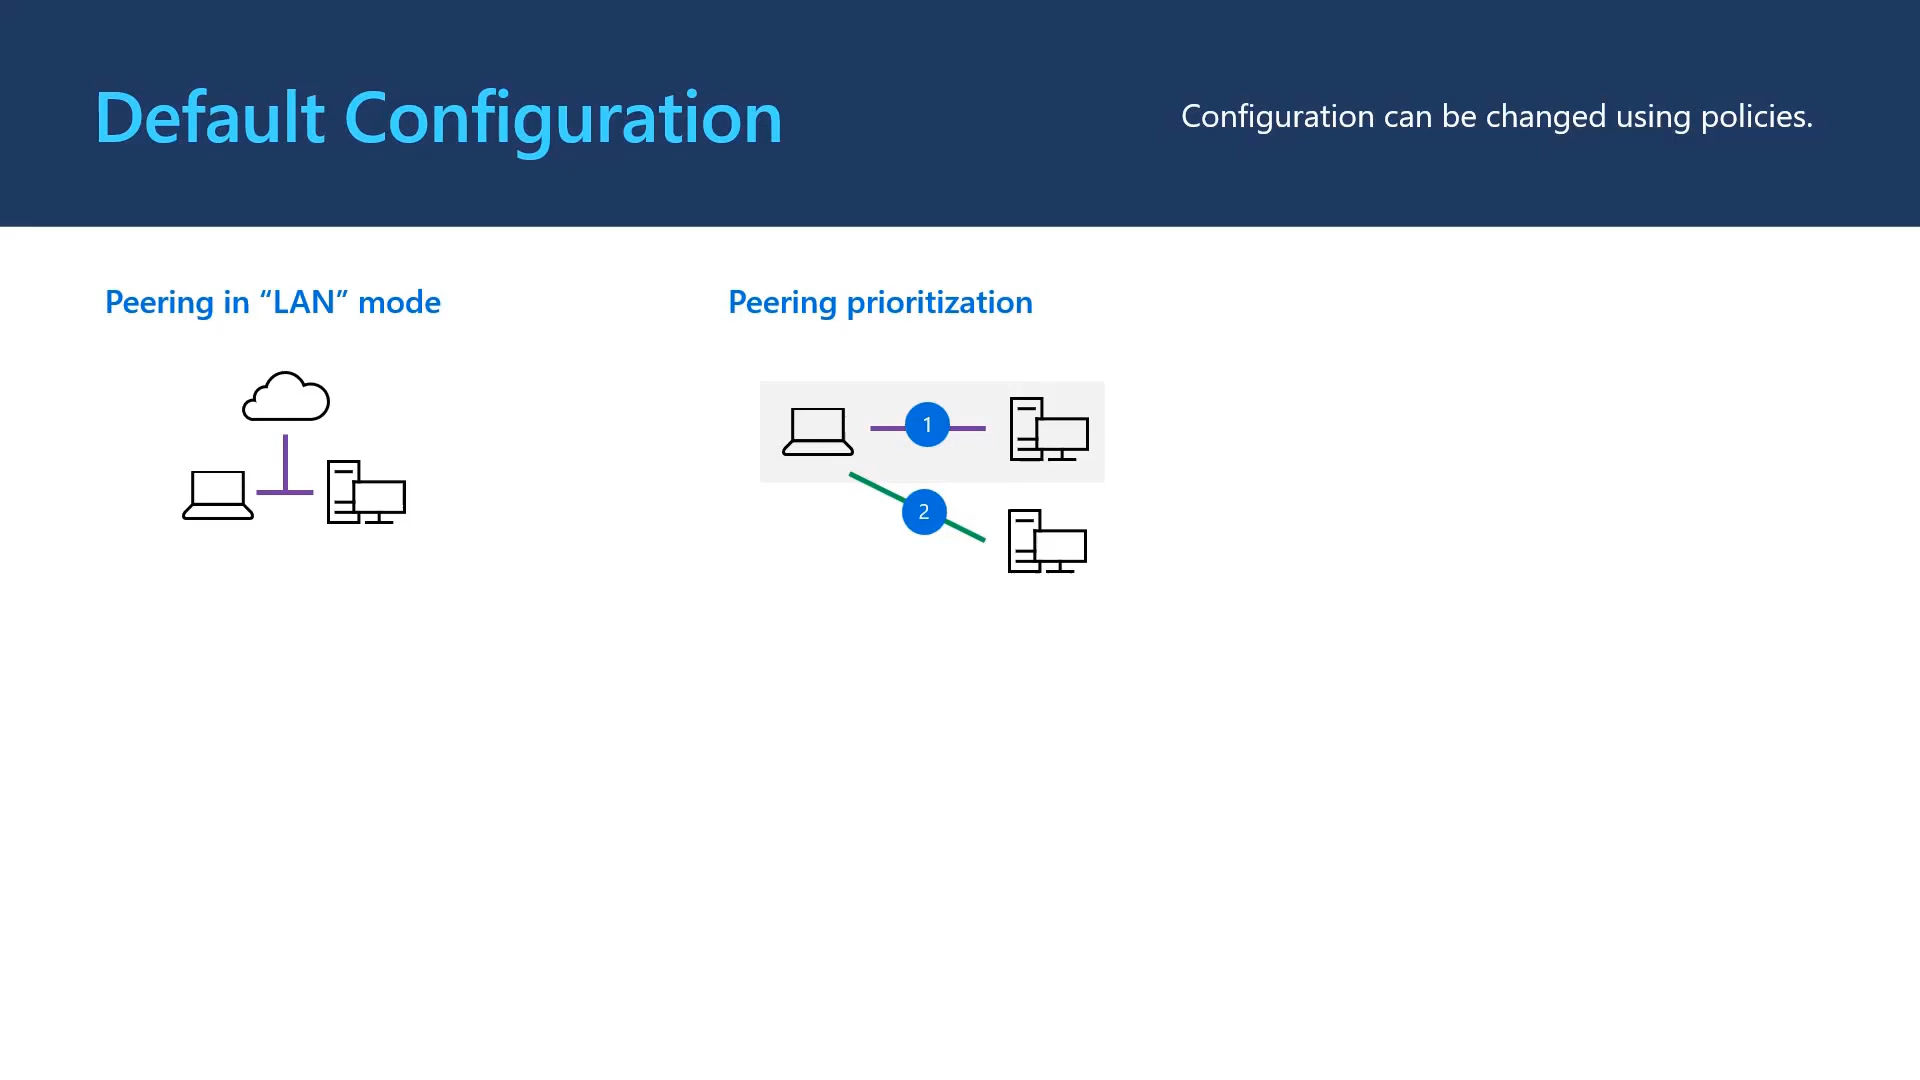 Default Configuration
Configuration can be changed using policies.
Peering in “LAN” mode
Peering prioritization
1
2